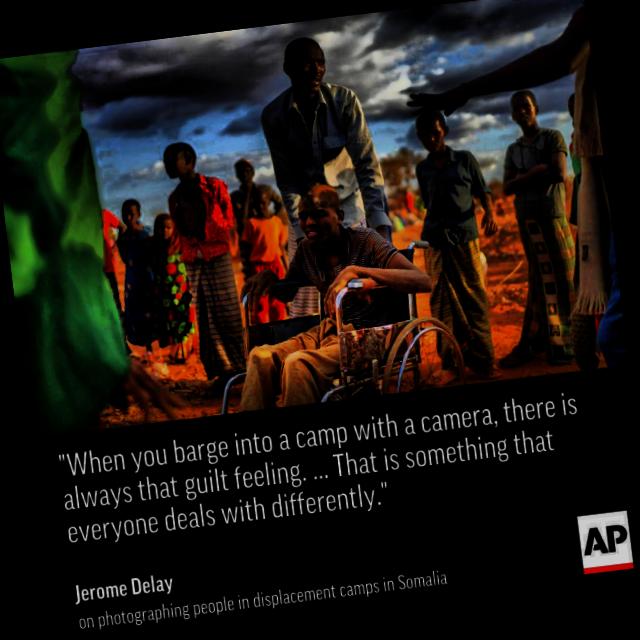 "When you barge into a camp with a camera, there is
always that guilt feeling. ... That is something that
everyone deals with differently."
AP
Jerome Delay
on photographing people in displacement camps in Somalia